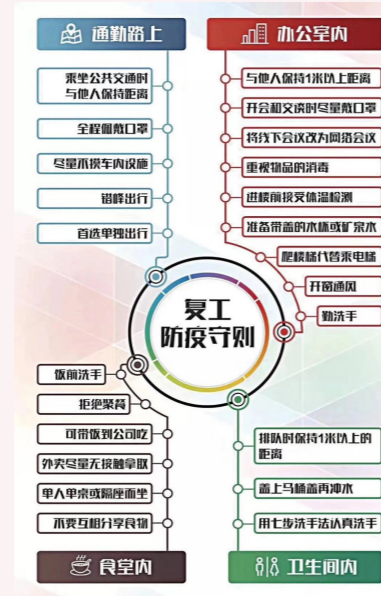 通勤路上
乘坐公共交通时
与他人保持距离
全程佩戴口罩
尽量不摸车内设施
错峰出行
首选单独出行
办公室内
与他人保持1米以上距离
开会和交谈时尽量戴口罩
将线下会议改为网络会议
重视物品的消毒
进楼前接受体温检测
准备带盖的水杯或矿泉水
爬楼梯代替乘电梯
开窗通风
勤洗手
复工
防疫守则
饭前洗手
拒绝聚餐
可带饭到公司吃
外卖尽量无接触拿取
单人单桌或隔座而坐
不要互相分享食物
食堂内
排队时保持1米以上的
距离
盖上马桶盖再冲水
用七步洗手法认真洗手
卫生间内